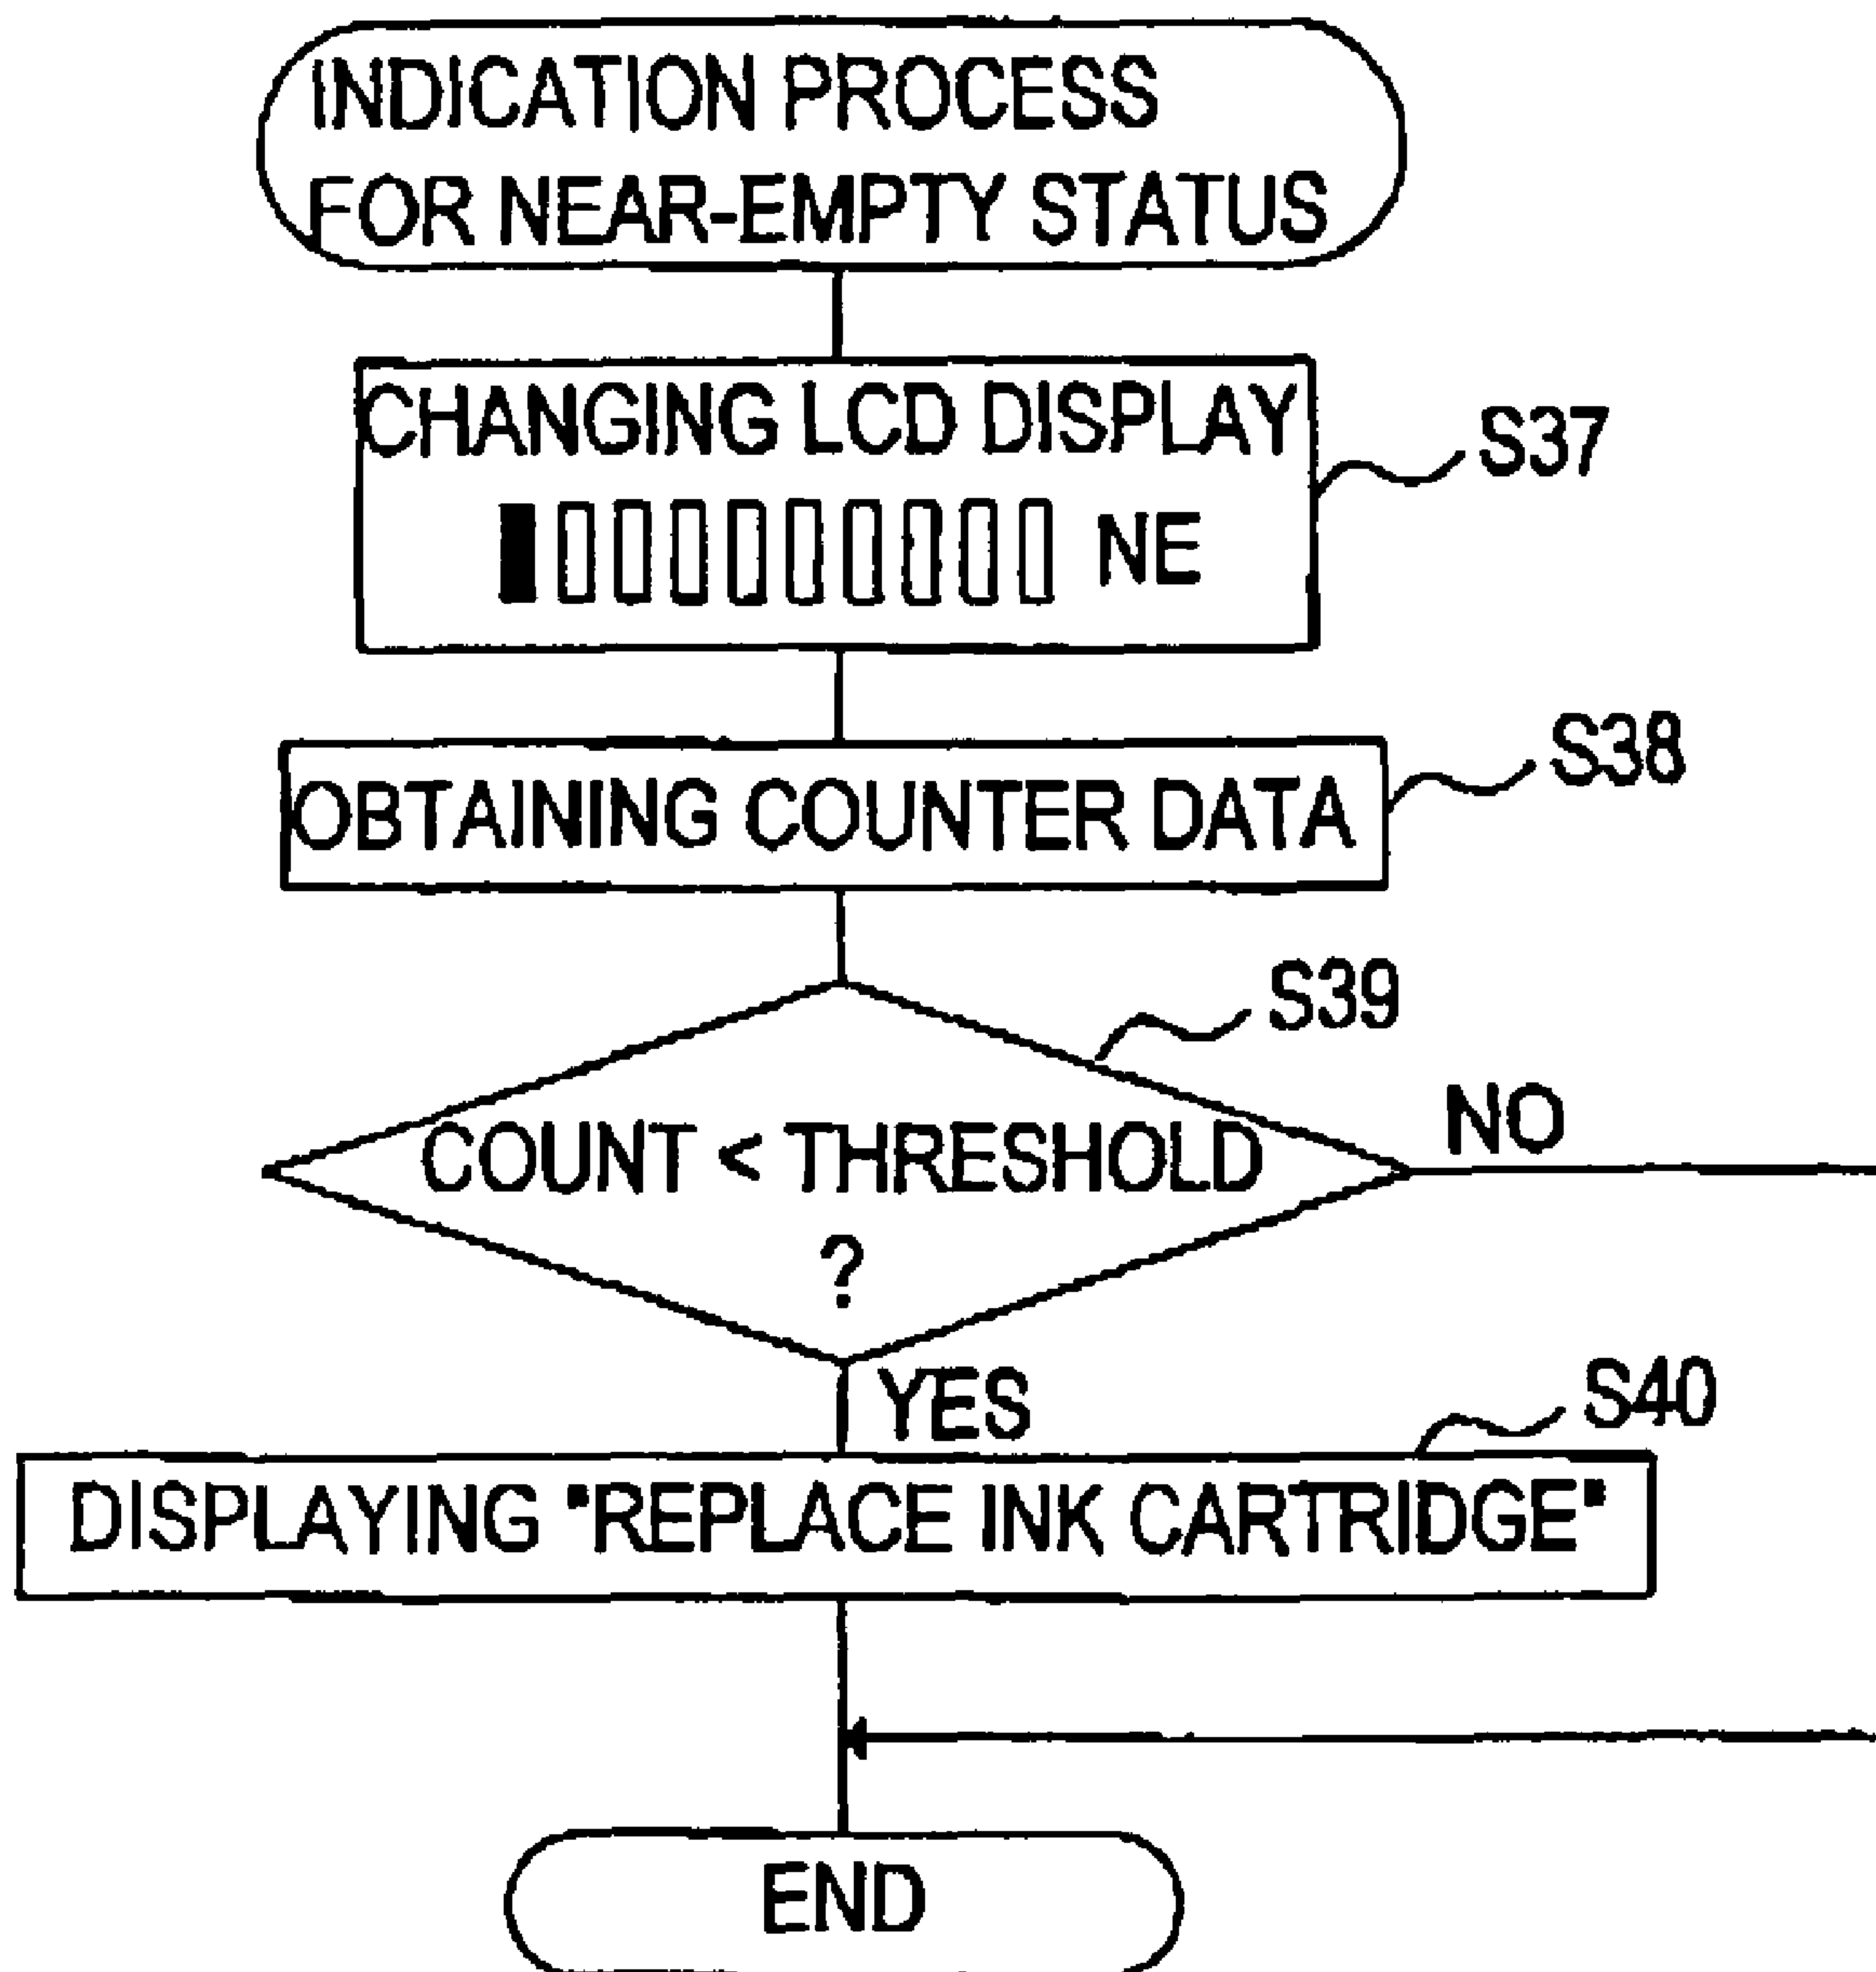 INDICATION PROCESS
FOR NEAR-EMPTY STATUS
CHANGING LCD DISPLAY
S37
NE
OBTAINING COUNTER DATA
S38
S39
COUNT < THRESHOLD
?
NO
YES
S40
DISPLAYING "REPLACE INK CARTRIDGE"
END